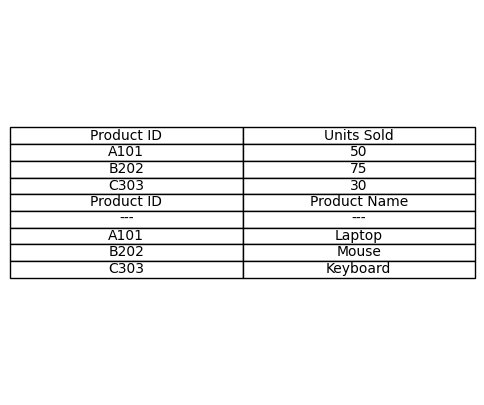 Product ID Units Sold
A101 50
B202 75
C303 30
Product ID Product Name
--- ---
A101 Laptop
B202 Mouse
C303 Keyboard